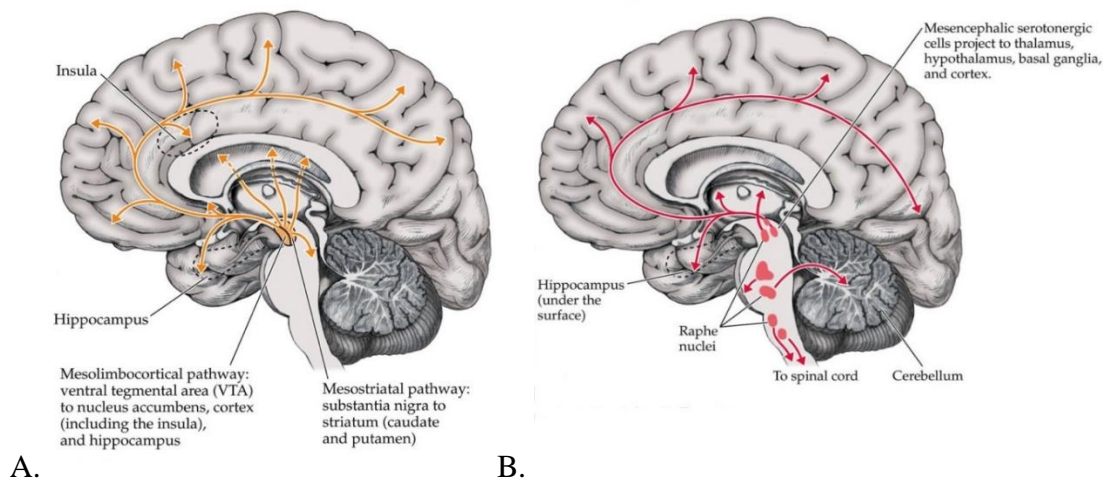 Insula
Hippocampus
Mesolimbocortical pathway:
ventral tegmental area (VTA)
to nucleus accumbens, cortex
(including the insula),
and hippocampus
Mesostriatal pathway:
substantia nigra to
striatum (caudate
and putamen)
A.
Mesencephalic serotonergic
cells project to thalamus,
hypothalamus, basal ganglia,
and cortex.
Hippocampus
(under the
surface)
Raphe
nuclei
To spinal cord
Cerebellum
B.